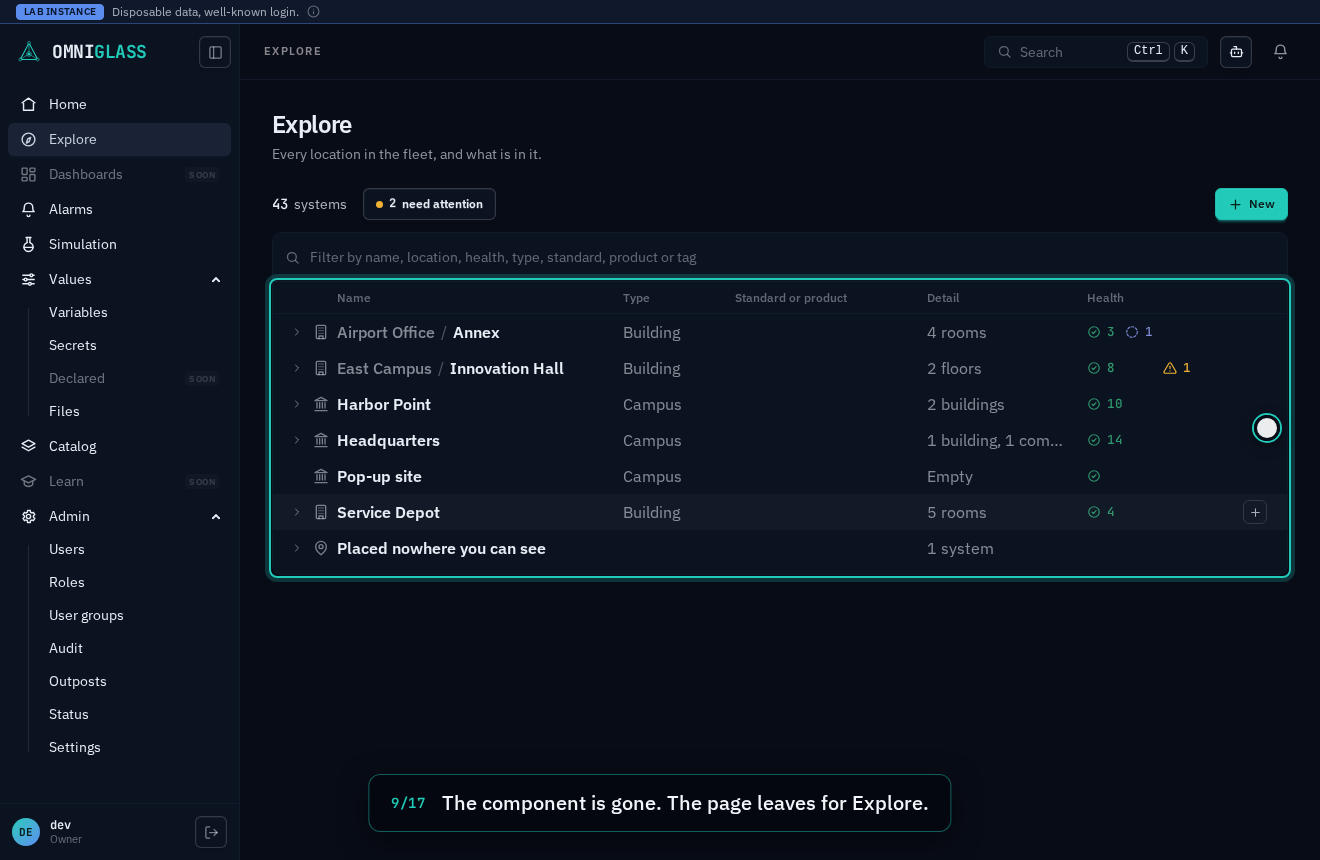 LAB INSTANCE Disposable data, well-known login.
OMNIGLASS
EXPLORE
Search Ctrl K
Home
Explore
Dashboards SOON
Alarms
Simulation
Values
Variables
Secrets
Declared SOON
Files
Catalog
Learn SOON
Admin
Users
Roles
User groups
Audit
Outposts
Status
Settings
DE dev
Owner
Explore
Every location in the fleet, and what is in it.
43 systems 2 need attention New
Filter by name, location, health, type, standard, product or tag
Name Type Standard or product Detail Health
Airport Office / Annex Building 4 rooms 3 1
East Campus / Innovation Hall Building 2 floors 8 1
Harbor Point Campus 2 buildings 10
Headquarters Campus 1 building, 1 com... 14
Pop-up site Campus Empty
Service Depot Building 5 rooms 4
Placed nowhere you can see 1 system
9/17 The component is gone. The page leaves for Explore.